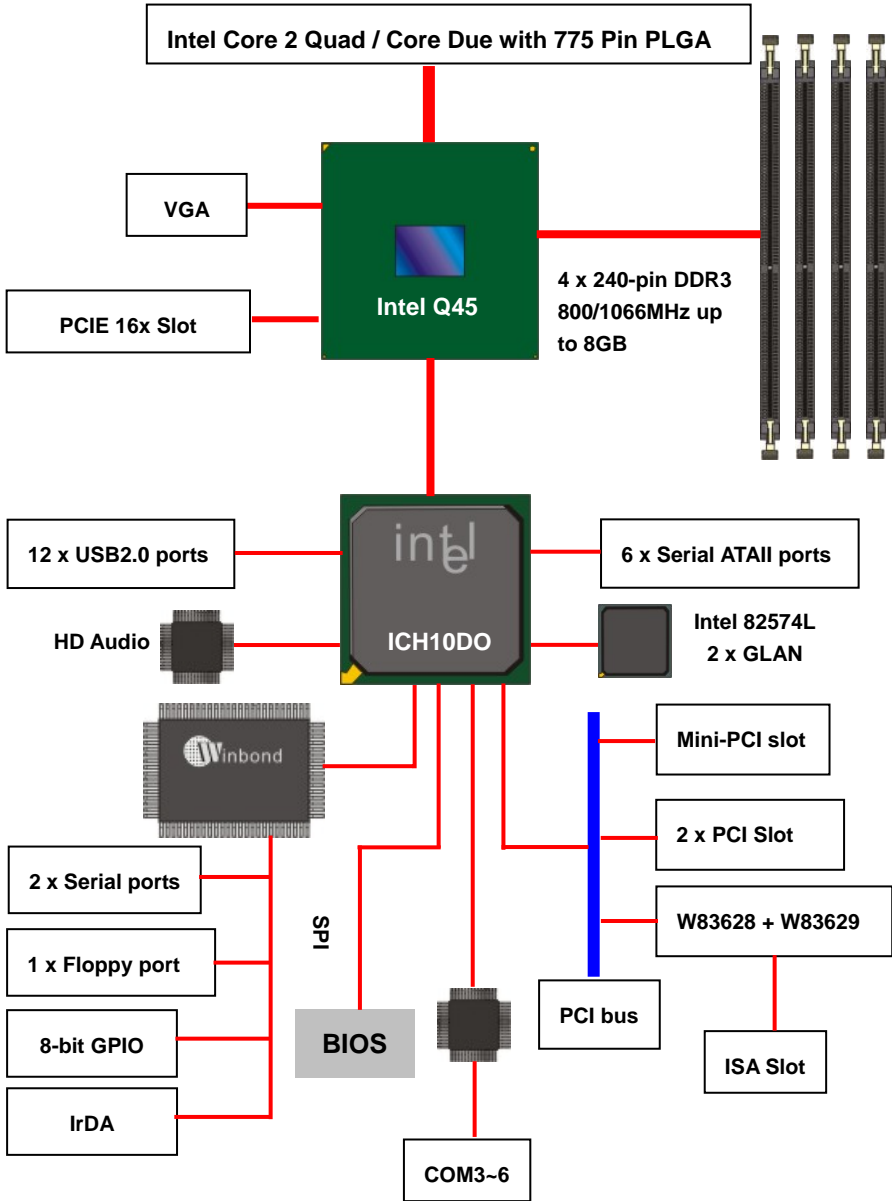 Intel Core 2 Quad / Core Due with 775 Pin PLGA
VGA
PCIE 16x Slot
Intel Q45
4 x 240-pin DDR3
800/1066MHz up
to 8GB
12 x USB2.0 ports
intel
6 x Serial ATAII ports
HD Audio
ICH10DO
Intel 82574L
2 x GLAN
Winbond
Mini-PCI slot
2 x PCI Slot
2 x Serial ports
SPI
W83628 + W83629
1 x Floppy port
PCI bus
8-bit GPIO
BIOS
ISA Slot
IrDA
COM3~6